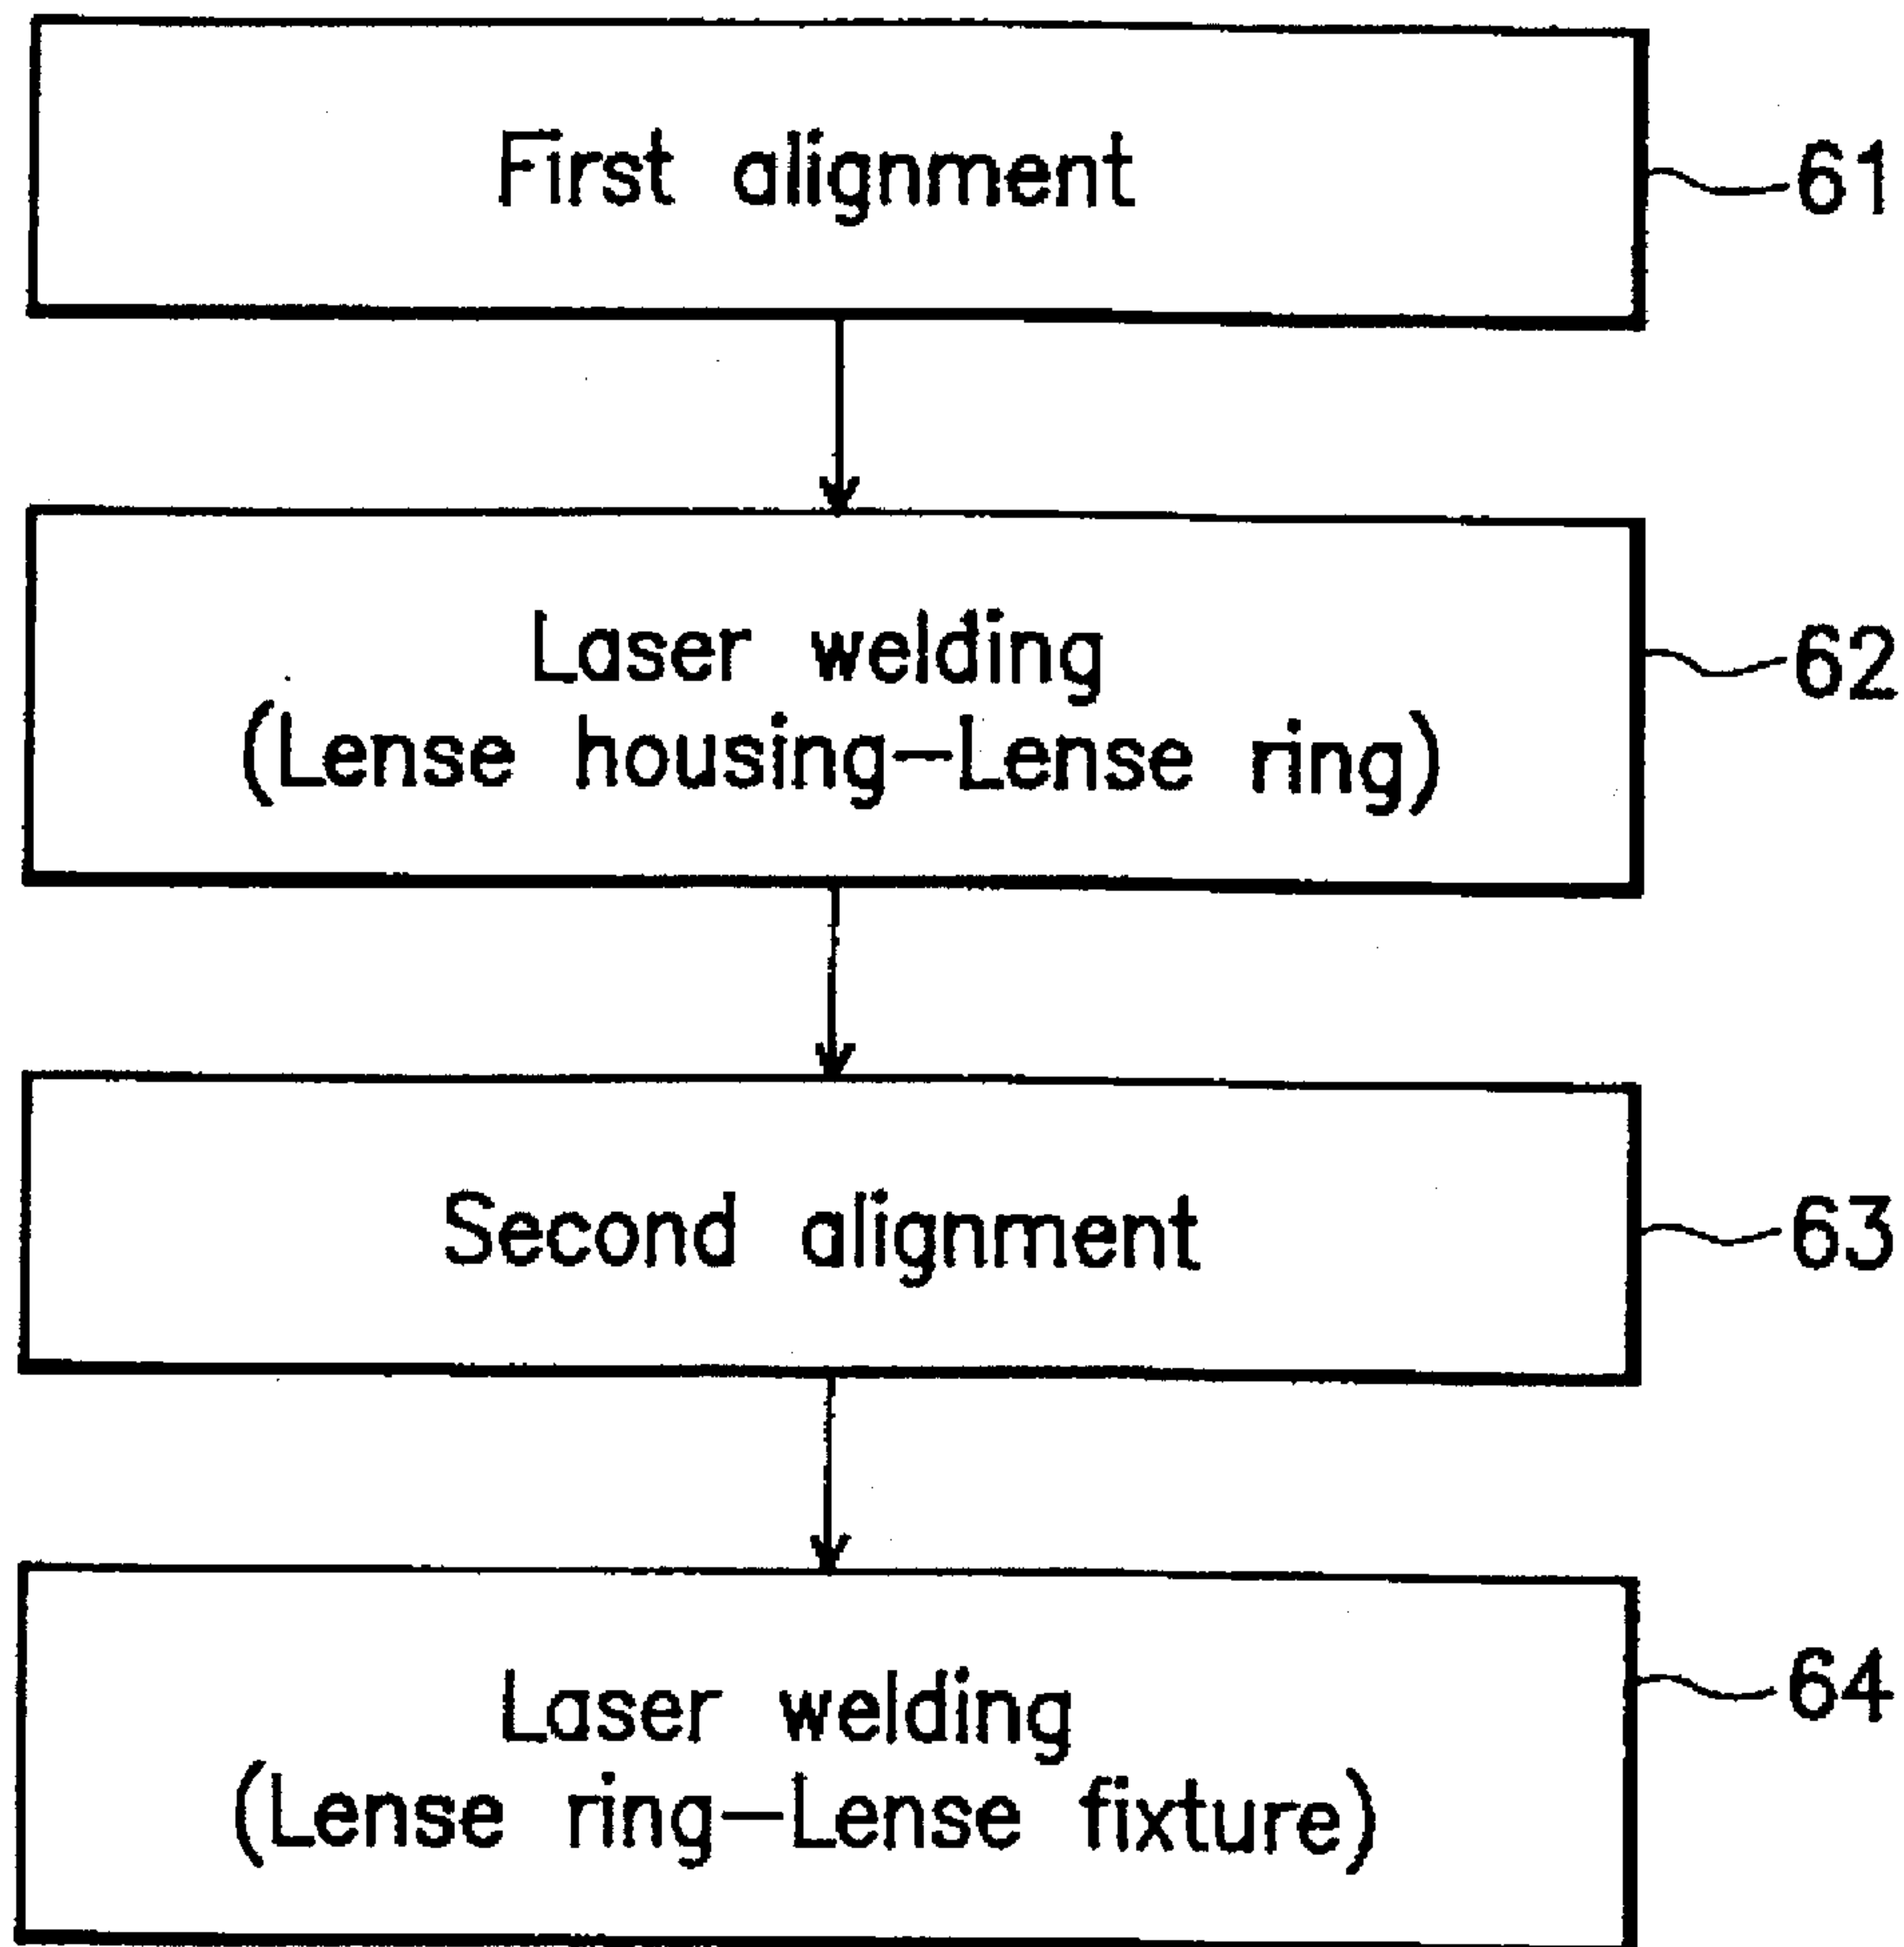 First alignment
61
Laser welding
62
(Lense housing-Lense ring)
Second alignment
63
Laser welding
64
(Lense ring-Lense fixture)